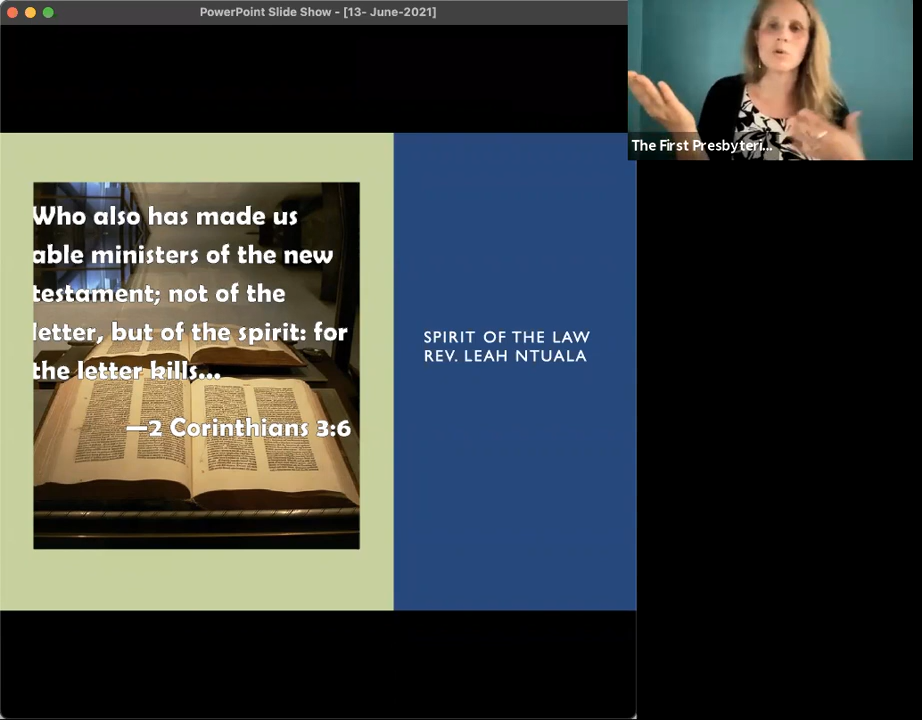 PowerPoint Slide Show - [13- June-2021]
The First Presbyteri...
Who also has made us
able ministers of the new
testament; not of the
letter, but of the spirit: for
the letter kills...
—2 Corinthians 3:6
SPIRIT OF THE LAW
REV. LEAH NTUALA